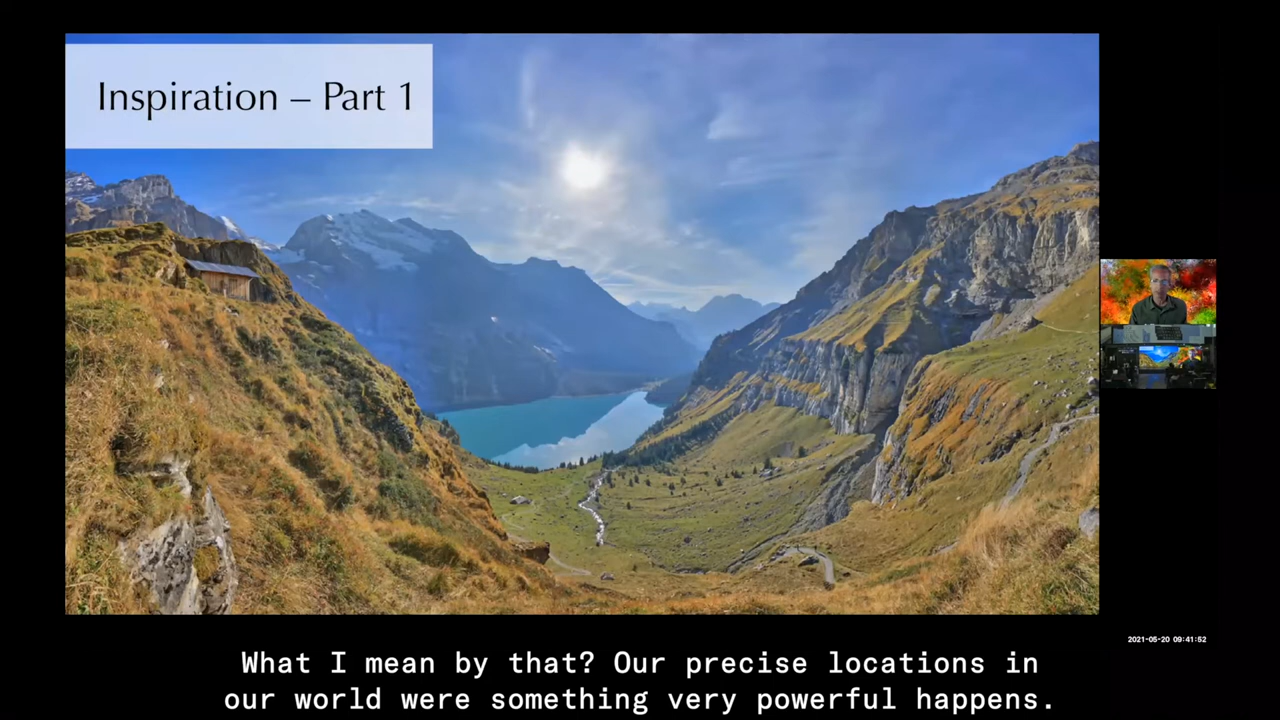 Inspiration – Part 1
2021-05-20 09:41:52
What I mean by that? Our precise locations in
our world were something very powerful happens.